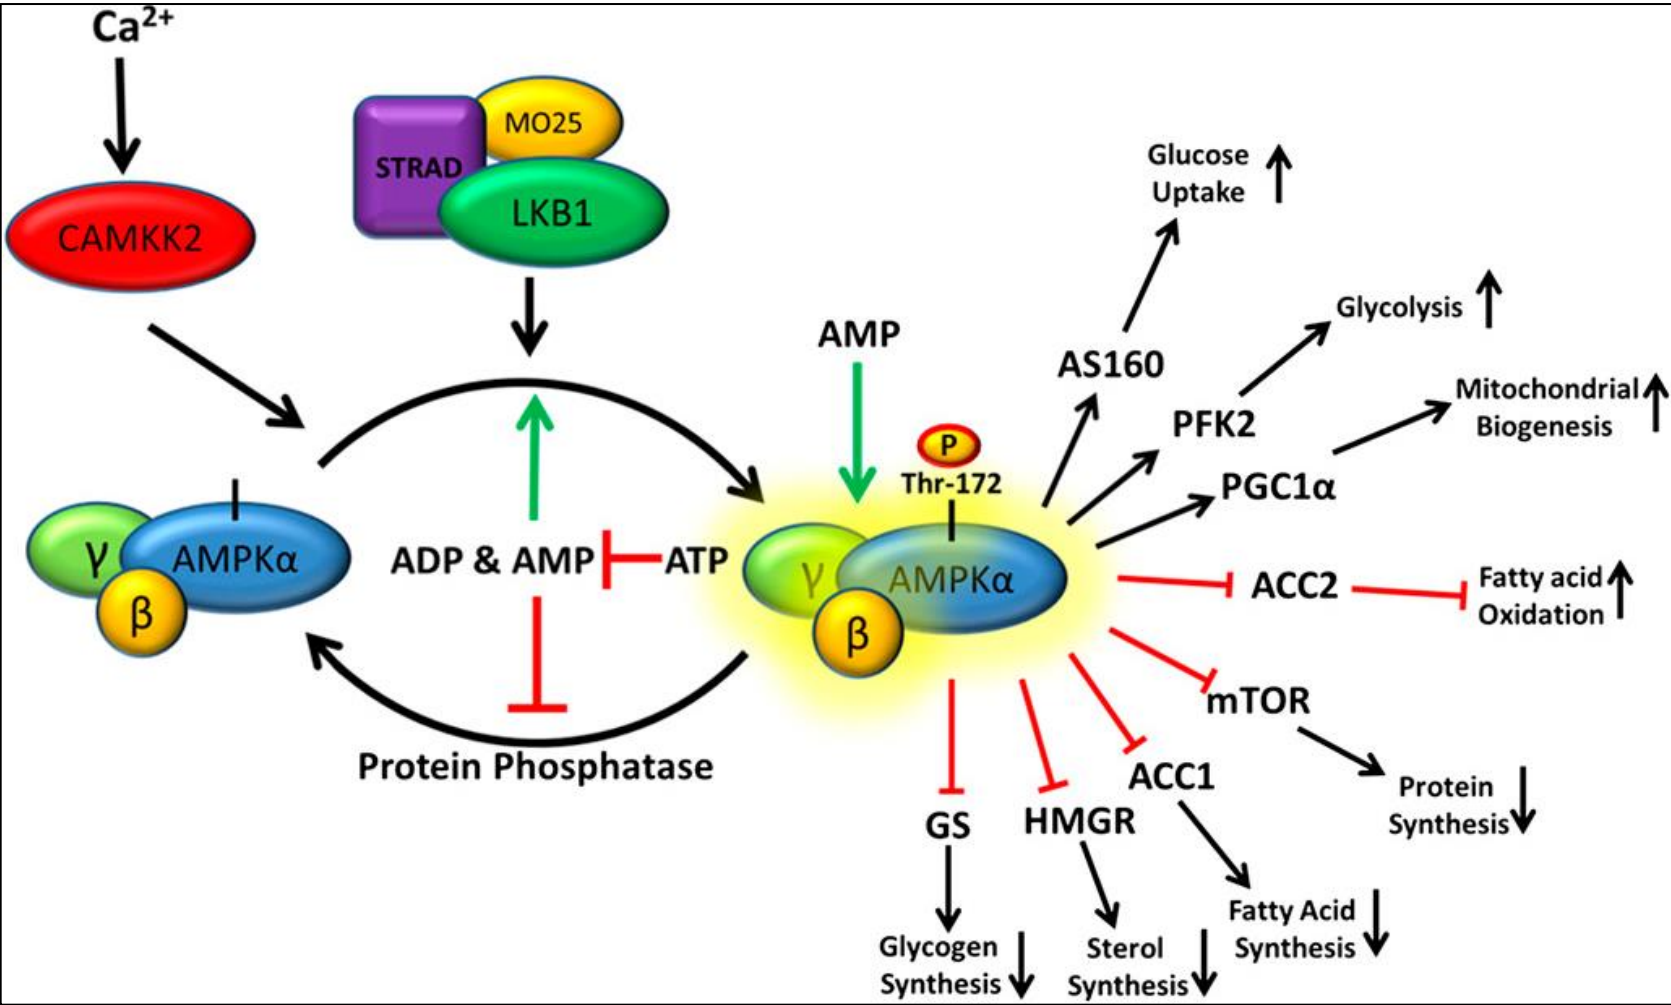 Ca²⁺
CAMKK2
STRAD
MO25
LKB1
AMP
P
Thr-172
γ
AMPKα
β
ADP & AMP
ATP
γ
AMPKα
β
Protein Phosphatase
Glucose
Uptake
AS160
Glycolysis
PFK2
Mitochondrial
Biogenesis
PGC1α
ACC2
Fatty acid
Oxidation
mTOR
Protein
Synthesis
ACC1
Fatty Acid
Synthesis
HMGR
Sterol
Synthesis
GS
Glycogen
Synthesis